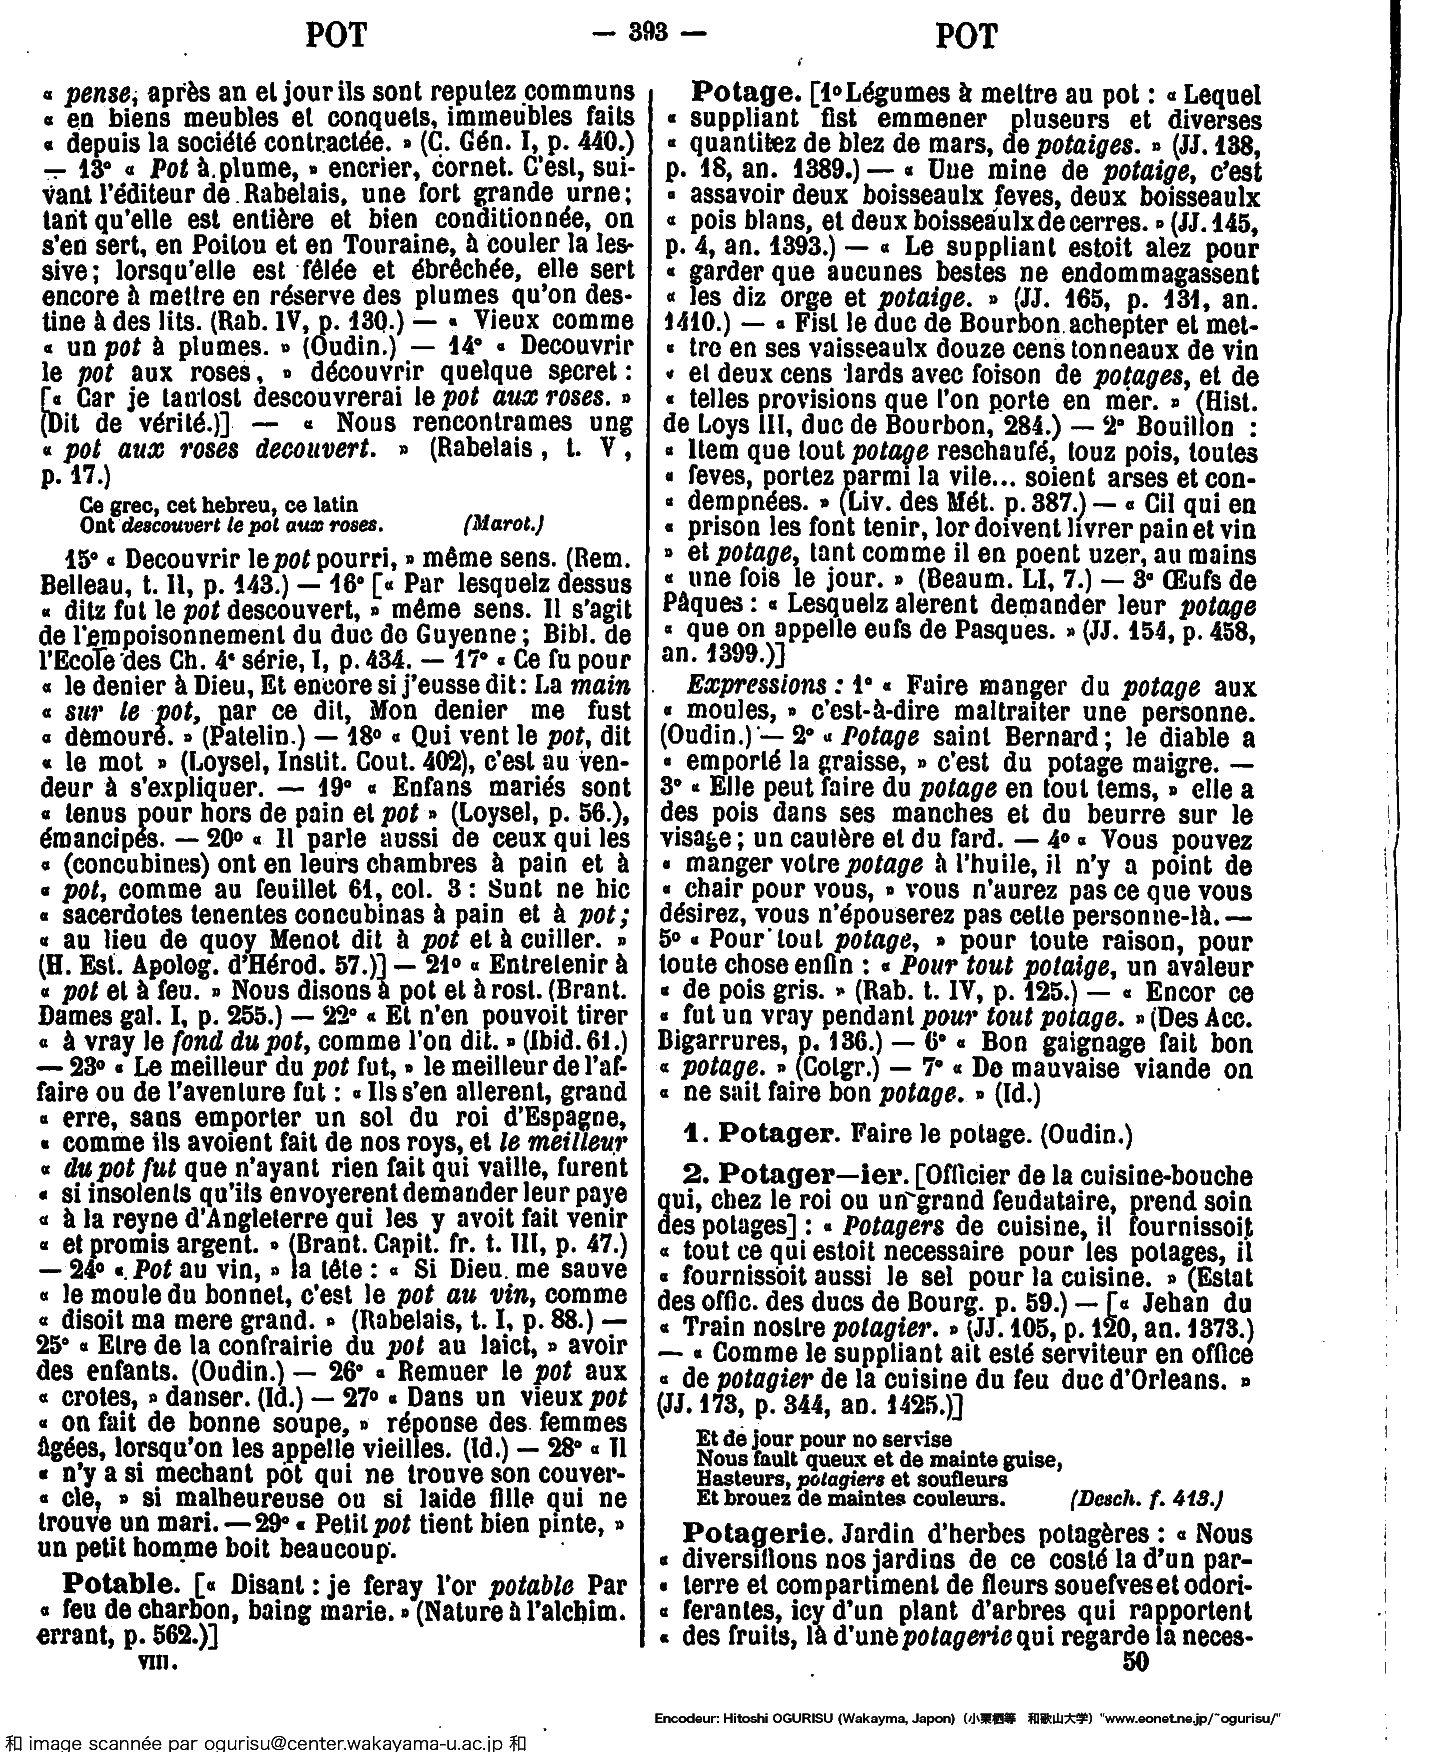 POT — 393 — POT
« pense, après an et jour ils sont reputez communs
« en biens meubles et conquets, immeubles faits
« depuis la société contractée. » (C. Gén. I, p. 440.)
— 13° « Pot à plume, » encrier, cornet. C'est, sui-
vant l'éditeur de Rabelais, une fort grande urne;
tant qu'elle est entière et bien conditionnée, on
s'en sert, en Poitou et en Touraine, à couler la les-
sive; lorsqu'elle est fêlée et ébrêchée, elle sert
encore à mettre en réserve des plumes qu'on des-
tine à des lits. (Rab. IV, p. 130.) — « Vieux comme
« un pot à plumes. » (Oudin.) — 14° « Decouvrir
le pot aux roses, » découvrir quelque secret :
[« Car je tantost descouvrerai le pot aux roses. »
(Dit de vérité.)] — « Nous rencontrames ung
« pot aux roses decouvert. » (Rabelais, t. V,
p. 17.)
Ce grec, cet hebreu, ce latin
Ont descouvert le pot aux roses. (Marot.)
15° « Decouvrir le pot pourri, » même sens. (Rem.
Belleau, t. II, p. 143.) — 16° [« Par lesquelz dessus
« ditz fut le pot descouvert, » même sens. Il s'agit
de l'empoisonnement du duc de Guyenne; Bibl. de
l'Ecole des Ch. 4e série, I, p. 434. — 17° « Ce fu pour
« le denier à Dieu, Et encore si j'eusse dit: La main
« sur le pot, par ce dit, Mon denier me fust
« demouré. » (Patelin.) — 18° « Qui vent le pot, dit
« le mot » (Loysel, Instit. Cout. 402), c'est au ven-
deur à s'expliquer. — 19° « Enfans mariés sont
« tenus pour hors de pain et pot » (Loysel, p. 56.),
émancipés. — 20° « Il parle aussi de ceux qui les
« (concubines) ont en leurs chambres à pain et à
« pot, comme au feuillet 61, col. 3 : Sunt ne hic
« sacerdotes tenentes concubinas à pain et à pot;
« au lieu de quoy Menot dit à pot et à cuiller. »
(H. Est. Apolog. d'Hérod. 57.)] — 21° « Entretenir à
« pot et à feu. » Nous disons à pot et à rost. (Brant.
Dames gal. I, p. 255.) — 22° « Et n'en pouvoit tirer
« à vray le fond du pot, comme l'on dit. » (Ibid. 61.)
— 23° « Le meilleur du pot fut, » le meilleur de l'af-
faire ou de l'aventure fut : « Ils s'en allerent, grand
« erre, sans emporter un sol du roi d'Espagne,
« comme ils avoient fait de nos roys, et le meilleur
« du pot fut que n'ayant rien fait qui vaille, furent
« si insolents qu'ils envoyerent demander leur paye
« à la reyne d'Angleterre qui les y avoit fait venir
« et promis argent. » (Brant. Capit. fr. t. III, p. 47.)
— 24° « Pot au vin, » la tête : « Si Dieu me sauve
« le moule du bonnet, c'est le pot au vin, comme
« disoit ma mere grand. » (Rabelais, t. I, p. 88.) —
25° « Etre de la confrairie du pot au laict, » avoir
des enfants. (Oudin.) — 26° « Remuer le pot aux
« crotes, » danser. (Id.) — 27° « Dans un vieux pot
« on fait de bonne soupe, » réponse des femmes
âgées, lorsqu'on les appelle vieilles. (Id.) — 28° « Il
« n'y a si mechant pot qui ne trouve son couver-
« cle, » si malheureuse ou si laide fille qui ne
trouve un mari. — 29° « Petit pot tient bien pinte, »
un petit homme boit beaucoup.
Potable. [« Disant : je feray l'or potable Par
« feu de charbon, baing marie. » (Nature à l'alchim.
errant, p. 562.)]
VIII.
Potage. [1° Légumes à mettre au pot : « Lequel
« suppliant fist emmener pluseurs et diverses
« quantitez de blez de mars, de potaiges. » (JJ. 138,
p. 18, an. 1389.) — « Une mine de potaige, c'est
« assavoir deux boisseaulx feves, deux boisseaulx
« pois blans, et deux boisseaulx de cerres. » (JJ. 145,
p. 4, an. 1393.) — « Le suppliant estoit alez pour
« garder que aucunes bestes ne endommagassent
« les diz orge et potaige. » (JJ. 165, p. 131, an.
1410.) — « Fist le duc de Bourbon achepter et met-
« tre en ses vaisseaulx douze cens tonneaux de vin
« et deux cens lards avec foison de potages, et de
« telles provisions que l'on porte en mer. » (Hist.
de Loys III, duc de Bourbon, 284.) — 2° Bouillon :
« Item que tout potage reschaufé, touz pois, toutes
« feves, portez parmi la vile... soient arses et con-
« dempnées. » (Liv. des Mét. p. 387.) — « Cil qui en
« prison les font tenir, lor doivent livrer pain et vin
» et potage, tant comme il en poent uzer, au mains
« une fois le jour. » (Beaum. LI, 7.) — 3° Œufs de
Pâques : « Lesquelz alerent demander leur potage
« que on appelle eufs de Pasques. » (JJ. 154, p. 458,
an. 1399.)]
Expressions : 1° « Faire manger du potage aux
« moules, » c'est-à-dire maltraiter une personne.
(Oudin.) — 2° « Potage saint Bernard; le diable a
« emporté la graisse, » c'est du potage maigre. —
3° « Elle peut faire du potage en tout tems, » elle a
des pois dans ses manches et du beurre sur le
visage; un cautère et du fard. — 4° « Vous pouvez
« manger votre potage à l'huile, il n'y a point de
« chair pour vous, » vous n'aurez pas ce que vous
désirez, vous n'épouserez pas cette personne-là. —
5° « Pour tout potage, » pour toute raison, pour
toute chose enfin : « Pour tout potaige, un avaleur
« de pois gris. » (Rab. t. IV, p. 125.) — « Encor ce
« fut un vray pendant pour tout potage. » (Des Acc.
Bigarrures, p. 136.) — 6° « Bon gaignage fait bon
« potage. » (Cotgr.) — 7° « De mauvaise viande on
« ne sait faire bon potage. » (Id.)
1. Potager. Faire le potage. (Oudin.)
2. Potager—ier. [Officier de la cuisine-bouche
qui, chez le roi ou un grand feudataire, prend soin
des potages] : « Potagers de cuisine, il fournissoit
« tout ce qui estoit necessaire pour les potages, il
« fournissoit aussi le sel pour la cuisine. » (Estat
des offic. des ducs de Bourg. p. 59.) — [« Jehan du
« Train nostre potagier. » (JJ. 105, p. 120, an. 1373.)
— « Comme le suppliant ait esté serviteur en office
« de potagier de la cuisine du feu duc d'Orleans. »
(JJ. 173, p. 344, an. 1425.)]
Et de jour pour no servise
Nous fault queux et de mainte guise,
Hasteurs, potagiers et soufleurs
Et brouez de maintes couleurs. (Desch. f. 413.)
Potagerie. Jardin d'herbes potagères : « Nous
« diversifions nos jardins de ce costé la d'un par-
« terre et compartiment de fleurs souefves et odori-
« ferantes, icy d'un plant d'arbres qui rapportent
« des fruits, là d'une potagerie qui regarde la neces-
50
Encodeur: Hitoshi OGURISU (Wakayma, Japon) (小栗栖等 和歌山大学) "www.eonet.ne.jp/~ogurisu/"
和 image scannée par ogurisu@center.wakayama-u.ac.jp 和